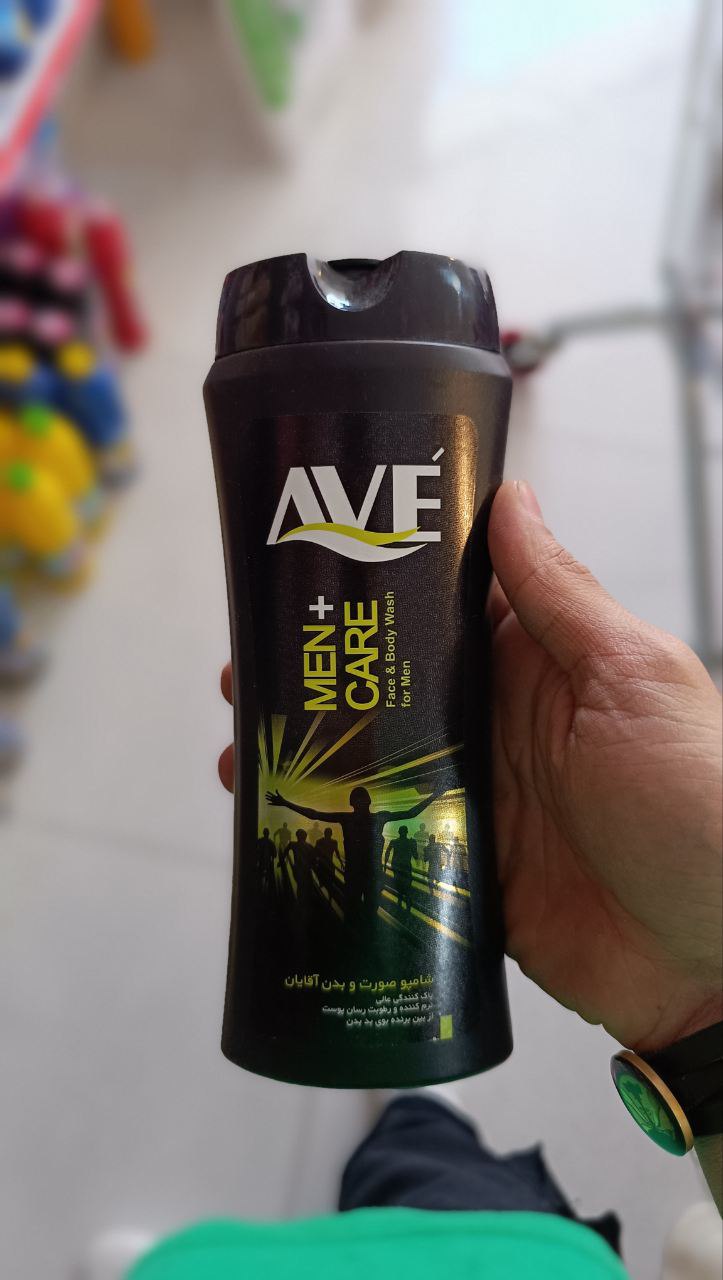 AVÉ
MEN+
CARE
Face & Body Wash
for Men
شامپو صورت و بدن آقایان
پاک کنندگی عالی
نرم کننده و رطوبت رسان پوست
از بین برنده بوی بد بدن